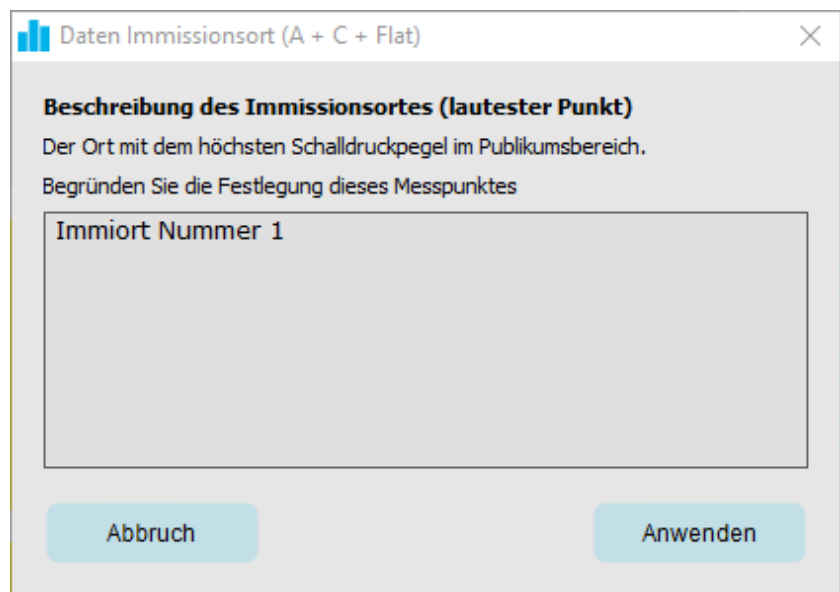 Daten Immissionsort (A + C + Flat)
Beschreibung des Immissionsortes (lautester Punkt)
Der Ort mit dem höchsten Schalldruckpegel im Publikumsbereich.
Begründen Sie die Festlegung dieses Messpunktes
Immiort Nummer 1
Abbruch
Anwenden